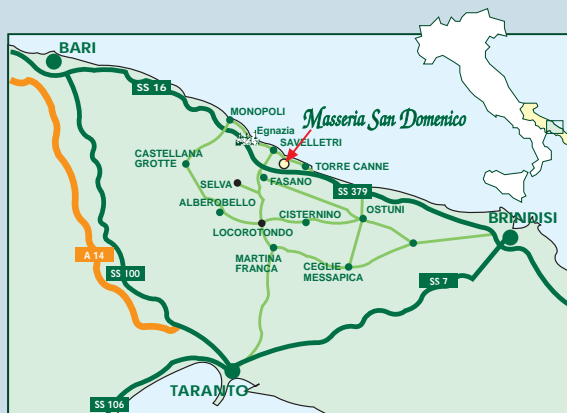 BARI
SS 16
MONOPOLI
Masseria San Domenico
Egnazia
SAVELLETRI
CASTELLANA
GROTTE
TORRE CANNE
FASANO
SELVA
SS 379
ALBEROBELLO
OSTUNI
CISTERNINO
BRINDISI
LOCOROTONDO
MARTINA
FRANCA
CEGLIE
MESSAPICA
A 14
SS 100
SS 7
TARANTO
SS 106